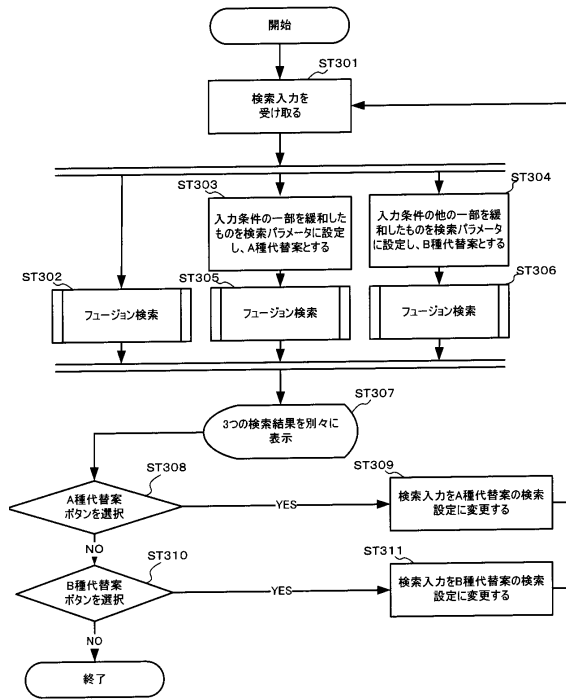 開始
ST301
検索入力を
受け取る
ST303
入力条件の一部を緩和した
ものを検索パラメータに設定
し、A種代替案とする
ST304
入力条件の他の一部を緩和し
たものを検索パラメータ
に設定し、B種代替案とする
ST302
フュージョン検索
ST305
フュージョン検索
ST306
フュージョン検索
ST307
3つの検索結果を別々に
表示
ST308
A種代替案
ボタンを選択
YES
NO
ST309
検索入力をA種代替案の検索
設定に変更する
ST310
B種代替案
ボタンを選択
YES
NO
ST311
検索入力をB種代替案の検索
設定に変更する
終了